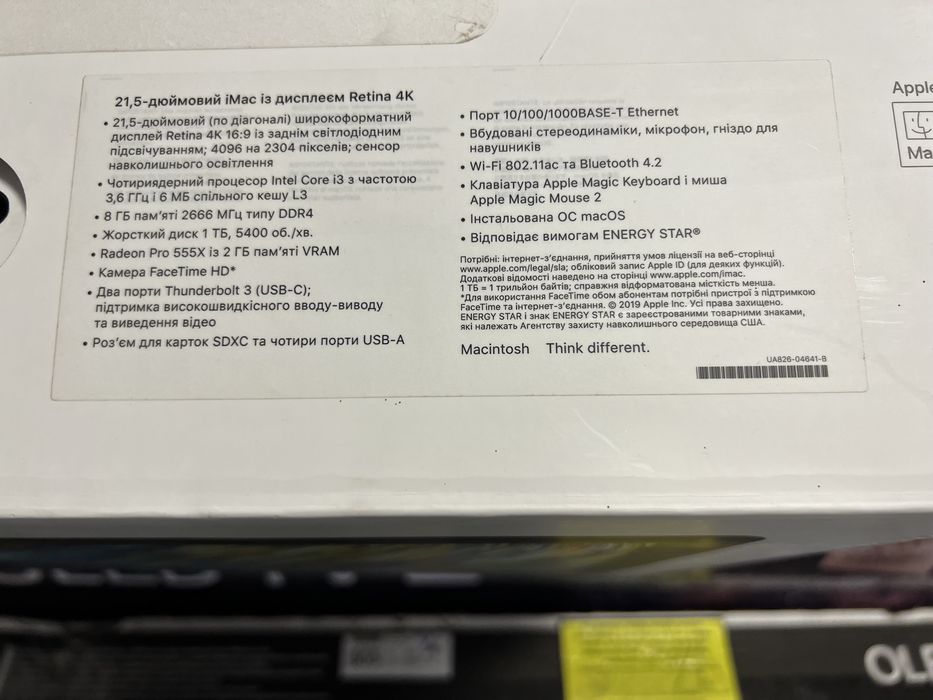 21,5-дюймовий iMac із дисплеєм Retina 4K
• 21,5-дюймовий (по діагоналі) широкоформатний
дисплей Retina 4K 16:9 із заднім світлодіодним
підсвічуванням; 4096 на 2304 пікселів; сенсор
навколишнього освітлення
• Чотириядерний процесор Intel Core i3 з частотою
3,6 ГГц і 6 МБ спільного кешу L3
• 8 ГБ пам'яті 2666 МГц типу DDR4
• Жорсткий диск 1 ТБ, 5400 об./хв.
• Radeon Pro 555X із 2 ГБ пам'яті VRAM
• Камера FaceTime HD*
• Два порти Thunderbolt 3 (USB-C);
підтримка високошвидкісного вводу-виводу
та виведення відео
• Роз'єм для карток SDXC та чотири порти USB-A
• Порт 10/100/1000BASE-T Ethernet
• Вбудовані стереодинаміки, мікрофон, гніздо для
навушників
• Wi-Fi 802.11ac та Bluetooth 4.2
• Клавіатура Apple Magic Keyboard і миша
Apple Magic Mouse 2
• Інстальована ОС macOS
• Відповідає вимогам ENERGY STAR®
Потрібні: інтернет-з'єднання, прийняття умов ліцензії на веб-сторінці
www.apple.com/legal/sla; обліковий запис Apple ID (для деяких функцій).
Додаткові відомості наведено на сторінці www.apple.com/imac.
1 ТБ = 1 трильйон байтів; справжня відформатована місткість менша.
*Для використання FaceTime обом абонентам потрібні пристрої з підтримкою
FaceTime та інтернет-з'єднання. © 2019 Apple Inc. Усі права захищено.
ENERGY STAR і знак ENERGY STAR є зареєстрованими товарними знаками,
які належать Агентству захисту навколишнього середовища США.
Macintosh Think different.
UA826-04641-B
Apple
Ma
OLE